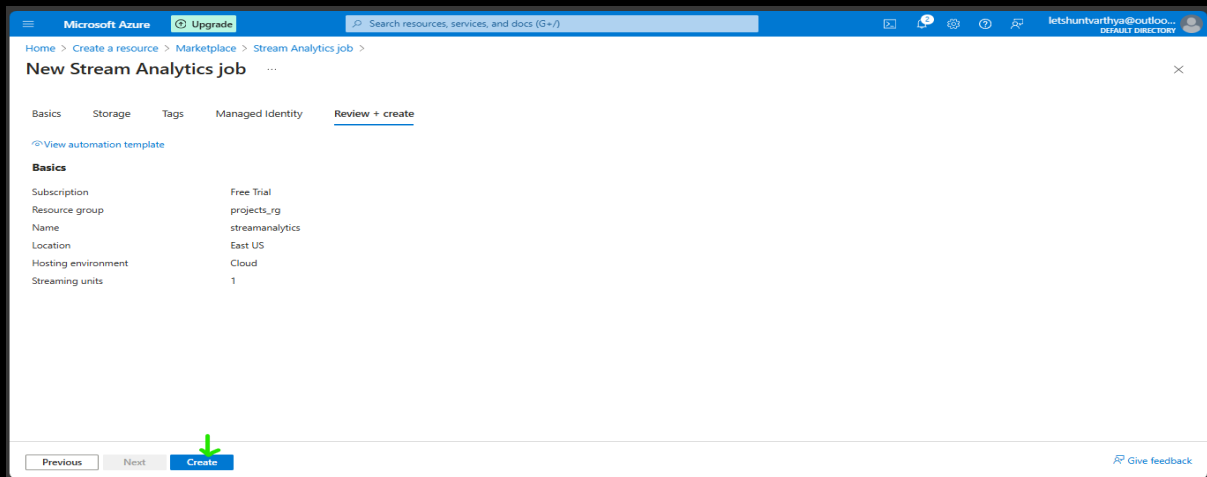 Microsoft Azure Upgrade Search resources, services, and docs (G+/) 2 letshuntvarthya@outloo...
DEFAULT DIRECTORY
Home > Create a resource > Marketplace > Stream Analytics job >
New Stream Analytics job ...
Basics Storage Tags Managed Identity Review + create
View automation template
Basics
Subscription Free Trial
Resource group projects_rg
Name streamanalytics
Location East US
Hosting environment Cloud
Streaming units 1
Previous Next Create Give feedback